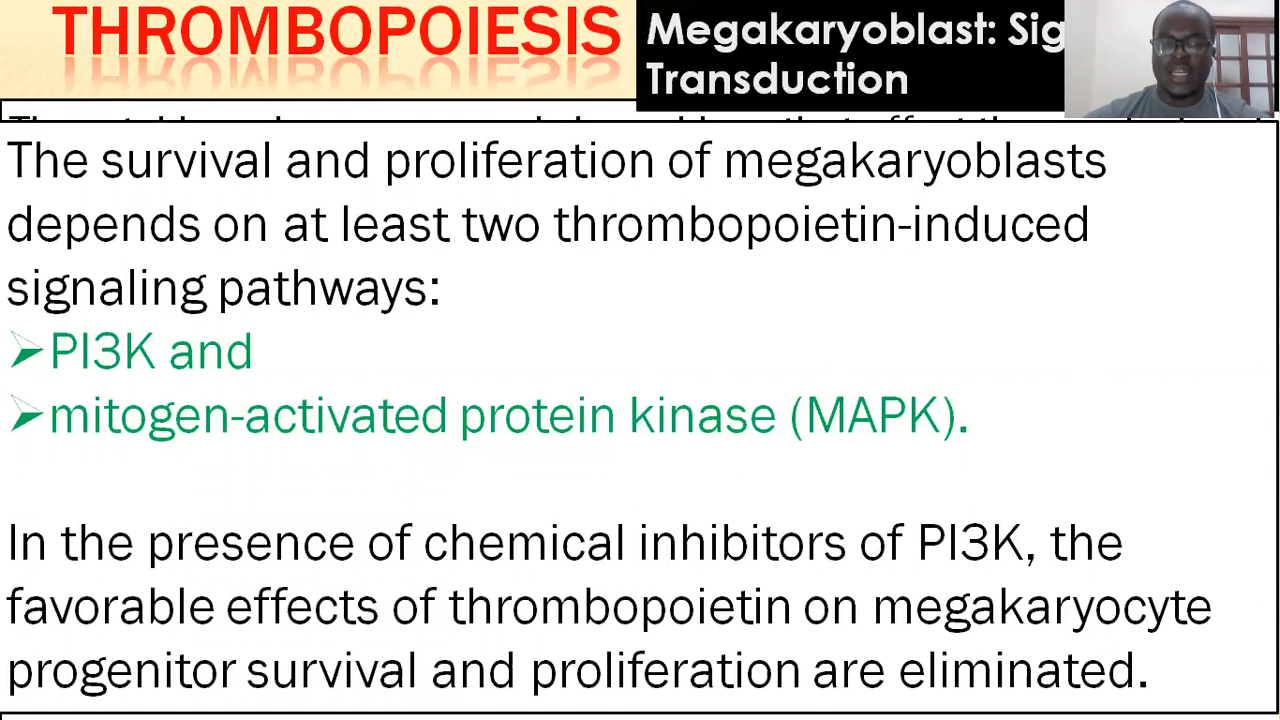 THROMBOPOIESIS
Megakaryoblast: Sig
Transduction
The survival and proliferation of megakaryoblasts
depends on at least two thrombopoietin-induced
signaling pathways:
➢PI3K and
➢mitogen-activated protein kinase (MAPK).
In the presence of chemical inhibitors of PI3K, the
favorable effects of thrombopoietin on megakaryocyte
progenitor survival and proliferation are eliminated.